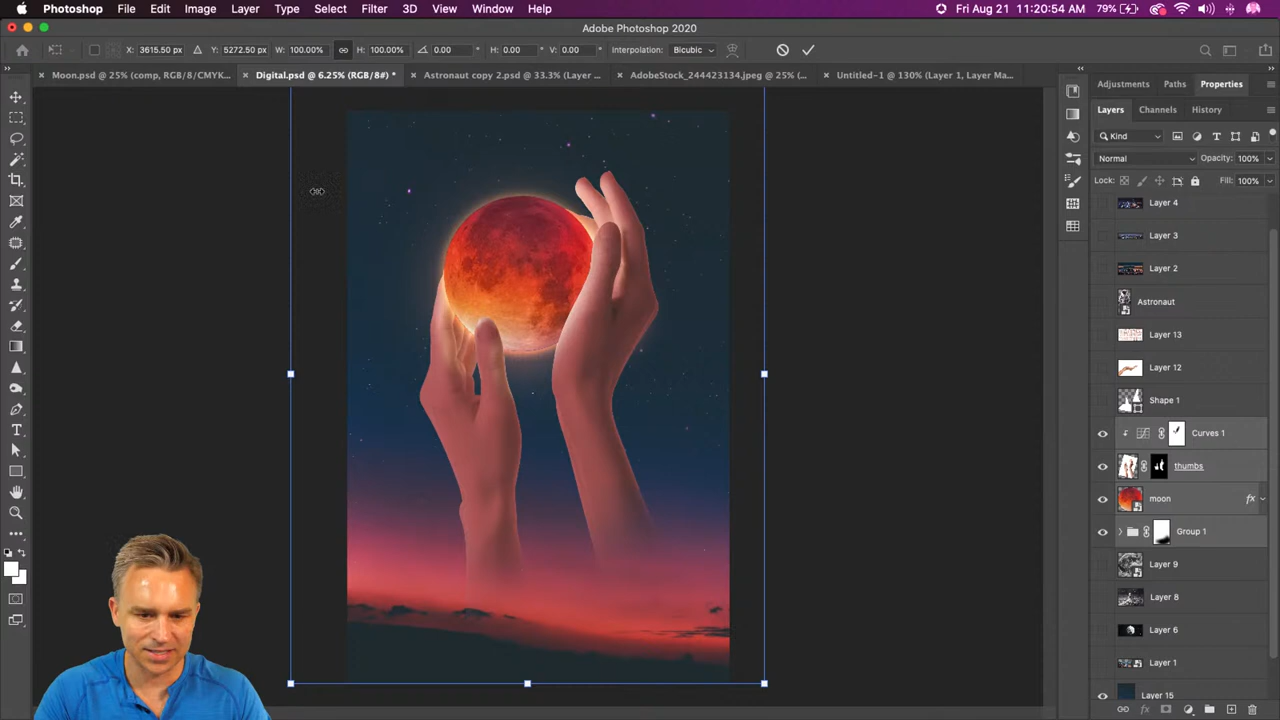 Photoshop File Edit Image Layer Type Select Filter 3D View Window Help 79% Fri Aug 21 11:20:54 AM
Adobe Photoshop 2020
X: 3615.50 px Y: 5272.50 px W: 100.00% H: 100.00% 0.00 ° H: 0.00 ° V: 0.00 ° Interpolation: Bicubic
Moon.psd @ 25% (comp, RGB/8/CMYK...
Digital.psd @ 6.25% (RGB/8#) *
Astronaut copy 2.psd @ 33.3% (Layer ...
AdobeStock_244423134.jpeg @ 25% (...
Untitled-1 @ 130% (Layer 1, Layer Ma...
Adjustments Paths Properties
Layers Channels History
Kind
Normal Opacity: 100%
Lock: Fill: 100%
Layer 4
Layer 3
Layer 2
Astronaut
Layer 13
Layer 12
Shape 1
Curves 1
thumbs
moon fx
Group 1
Layer 9
Layer 8
Layer 6
Layer 1
Layer 15
fx